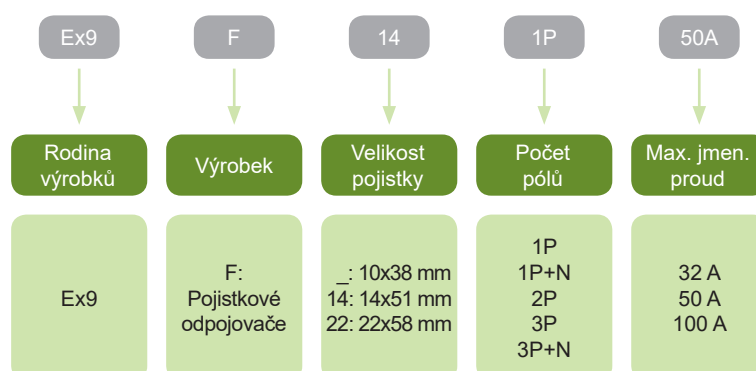 Ex9
F
14
1P
50A
Rodina
výrobků
Výrobek
Velikost
pojistky
Počet
pólů
Max. jmen.
proud
Ex9
F:
Pojistkové
odpojovače
_: 10x38 mm
14: 14x51 mm
22: 22x58 mm
1P
1P+N
2P
3P
3P+N
32 A
50 A
100 A